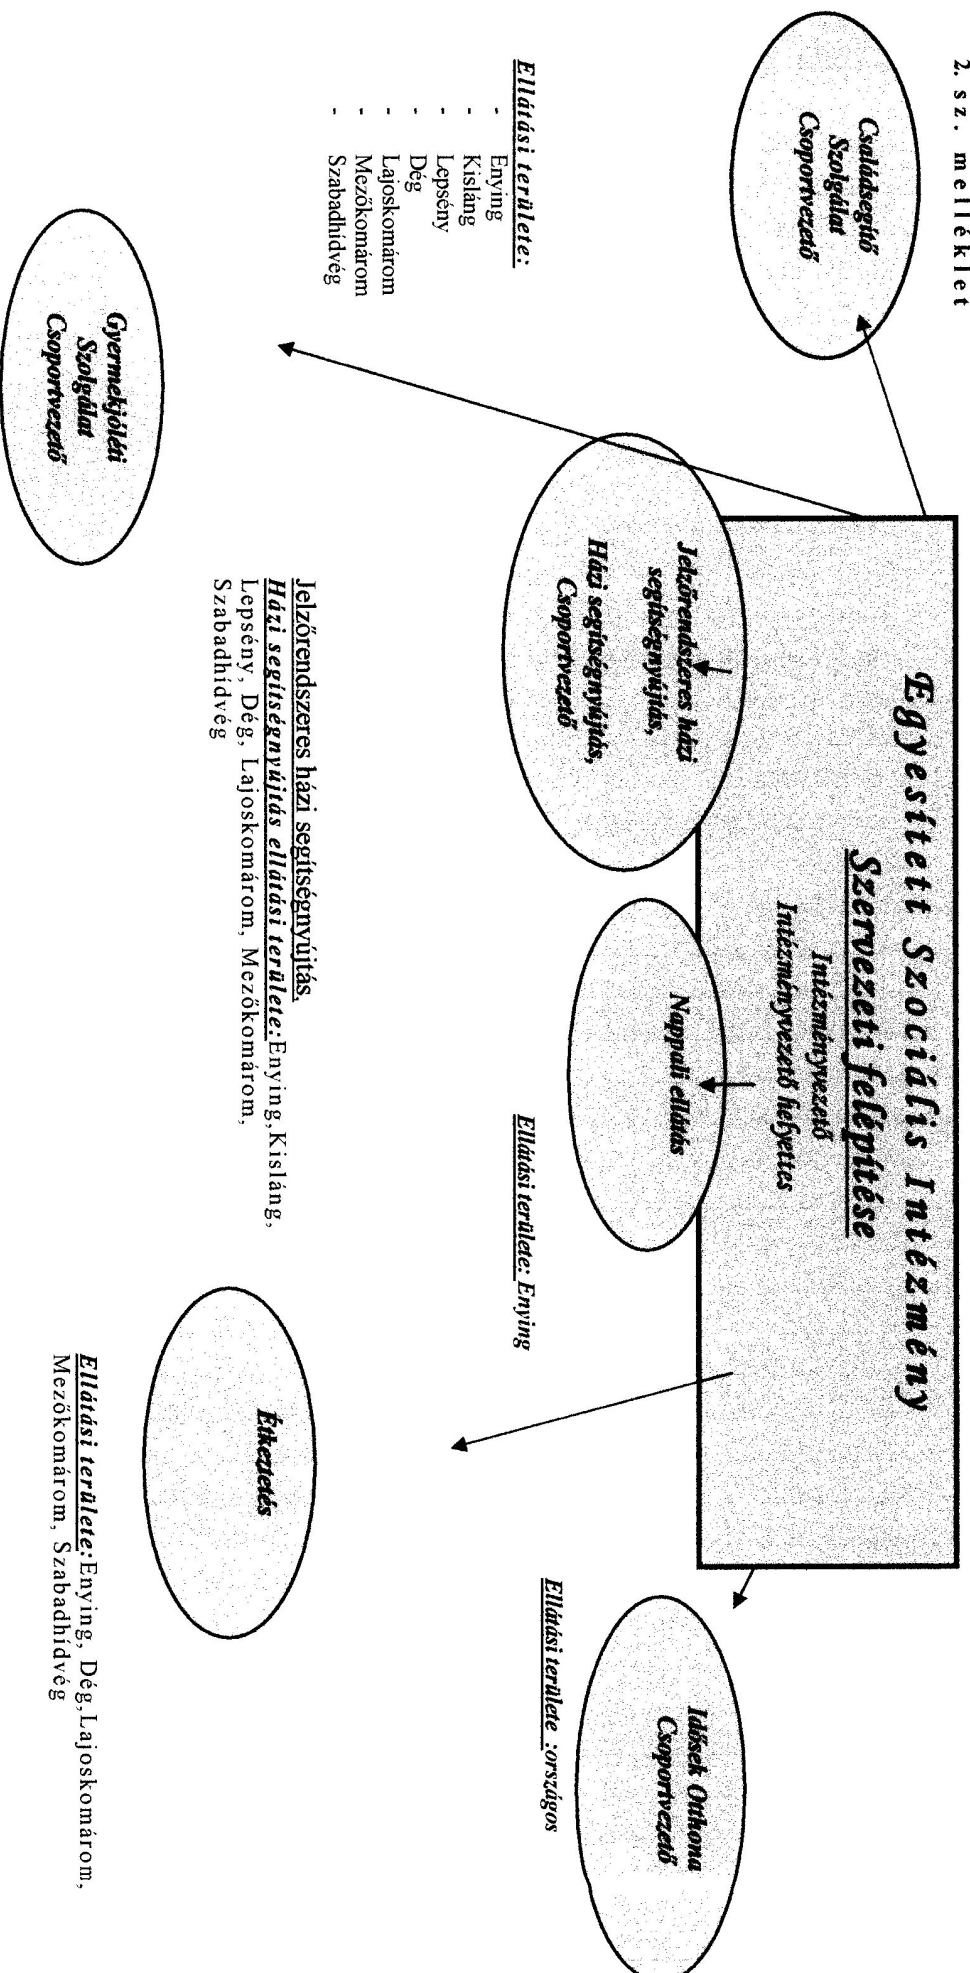 2. sz. melléklet
Egyesített Szociális Intézmény
Szervezeti felépítése
Intézményvezető
Intézményvezető helyettes
Családsegítő
Szolgálat
Csoportvezető
Jelzőrendszeres házi
segítségnyújtás,
Házi segítségnyújtás,
Csoportvezető
Nappali ellátás
Idősek Otthona
Csoportvezető
Ellátási területe:
- Enying
- Kisláng
- Lepsény
- Dég
- Lajoskomárom
- Mezőkomárom
- Szabadhídvég
Ellátási területe: Enying
Ellátási területe :országos
Gyermekjóléti
Szolgálat
Csoportvezető
Jelzőrendszeres házi segítségnyújtás,
Házi segítségnyújtás ellátási területe:Enying,Kisláng,
Lepsény, Dég, Lajoskomárom, Mezőkomárom,
Szabadhídvég
Étkeztetés
Ellátási területe:Enying, Dég,Lajoskomárom,
Mezőkomárom, Szabadhídvég